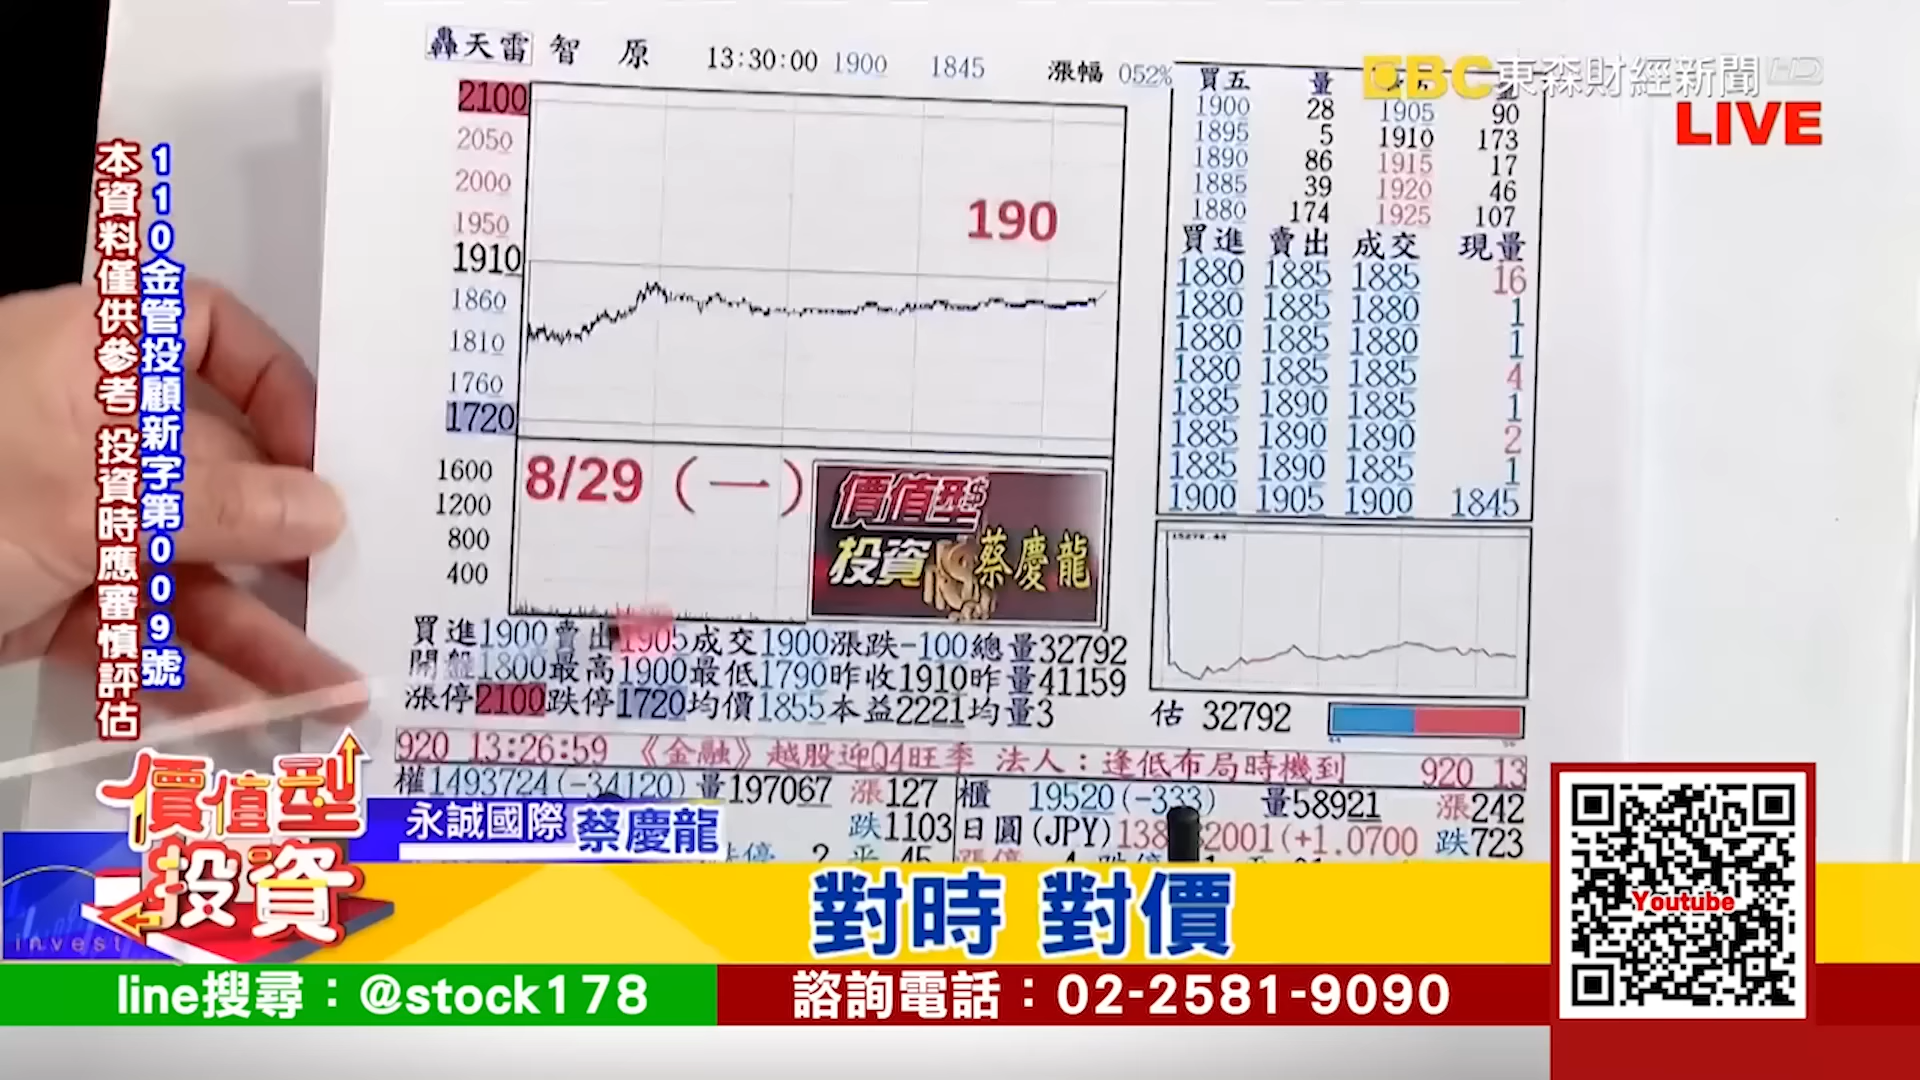 轟天雷 智 原 13:30:00 1900 1845 漲幅 052%
EBC 東森財經新聞 HD
LIVE
2100
2050
2000
1950
1910
1860
1810
1760
1720
190
1600
1200
800
400
8/29(一)
價值型
投資 蔡慶龍
買五 量
1900 28 1905 90
1895 5 1910 173
1890 86 1915 17
1885 39 1920 46
1880 174 1925 107
買進 賣出 成交 現量
1880 1885 1885 16
1880 1885 1880 1
1880 1885 1880 1
1880 1885 1885 4
1885 1890 1885 1
1885 1890 1890 2
1885 1890 1885 1
1900 1905 1900 1845
買進1900賣出1905成交1900漲跌-100總量32792
開盤1800最高1900最低1790昨收1910昨量41159
漲停2100跌停1720均價1855本益2221均量3
估 32792
920 13:26:59 《金融》越股迎Q4旺季 法人:逢低布局時機到 920 13
權1493724(-34120) 量197067 漲127 櫃 19520(-333) 量58921 漲242
跌1103 日圓(JPY) 2001(+1.0700 跌723
110金管投顧新字第009號
本資料僅供參考 投資時應審慎評估
價值型
投資
invest
永誠國際 蔡慶龍
對時 對價
line搜尋:@stock178
諮詢電話:02-2581-9090
Youtube